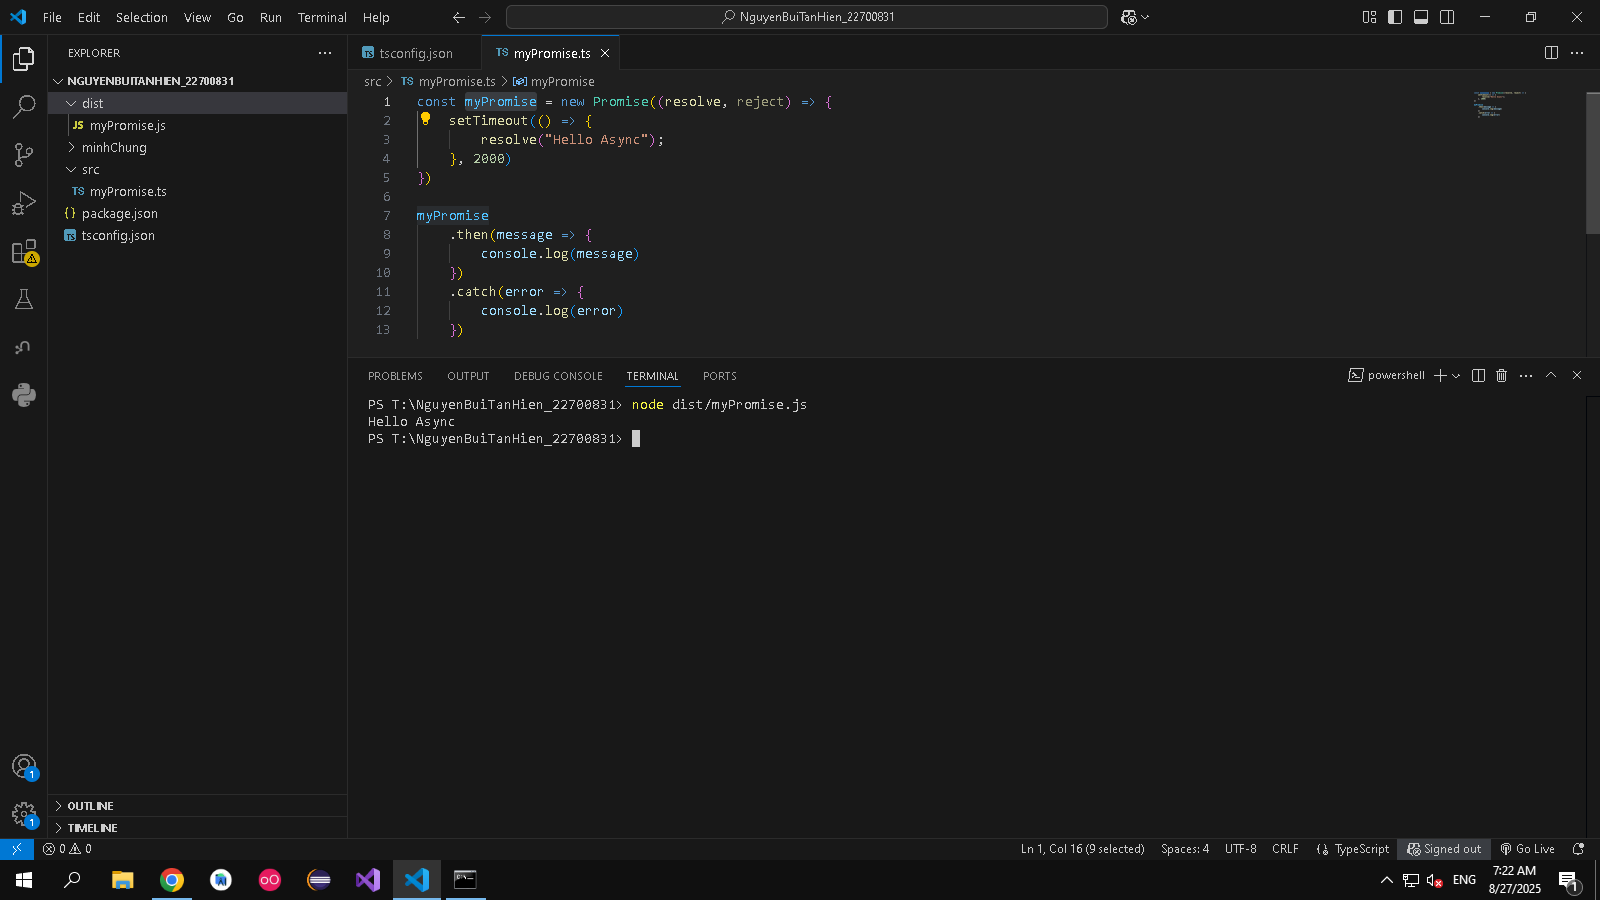 File Edit Selection View Go Run Terminal Help
NguyenBuiTanHien_22700831
EXPLORER
NGUYENBUITANHIEN_22700831
dist
JS myPromise.js
minhChung
src
TS myPromise.ts
{} package.json
TS tsconfig.json
OUTLINE
TIMELINE
TS tsconfig.json
TS myPromise.ts
src > TS myPromise.ts > myPromise
1 const myPromise = new Promise((resolve, reject) => {
2 setTimeout(() => {
3 resolve("Hello Async");
4 }, 2000)
5 })
6
7 myPromise
8 .then(message => {
9 console.log(message)
10 })
11 .catch(error => {
12 console.log(error)
13 })
PROBLEMS OUTPUT DEBUG CONSOLE TERMINAL PORTS
powershell
PS T:\NguyenBuiTanHien_22700831> node dist/myPromise.js
Hello Async
PS T:\NguyenBuiTanHien_22700831>
1
1
0 0
Ln 1, Col 16 (9 selected) Spaces: 4 UTF-8 CRLF {} TypeScript Signed out Go Live
ENG
7:22 AM
8/27/2025
1